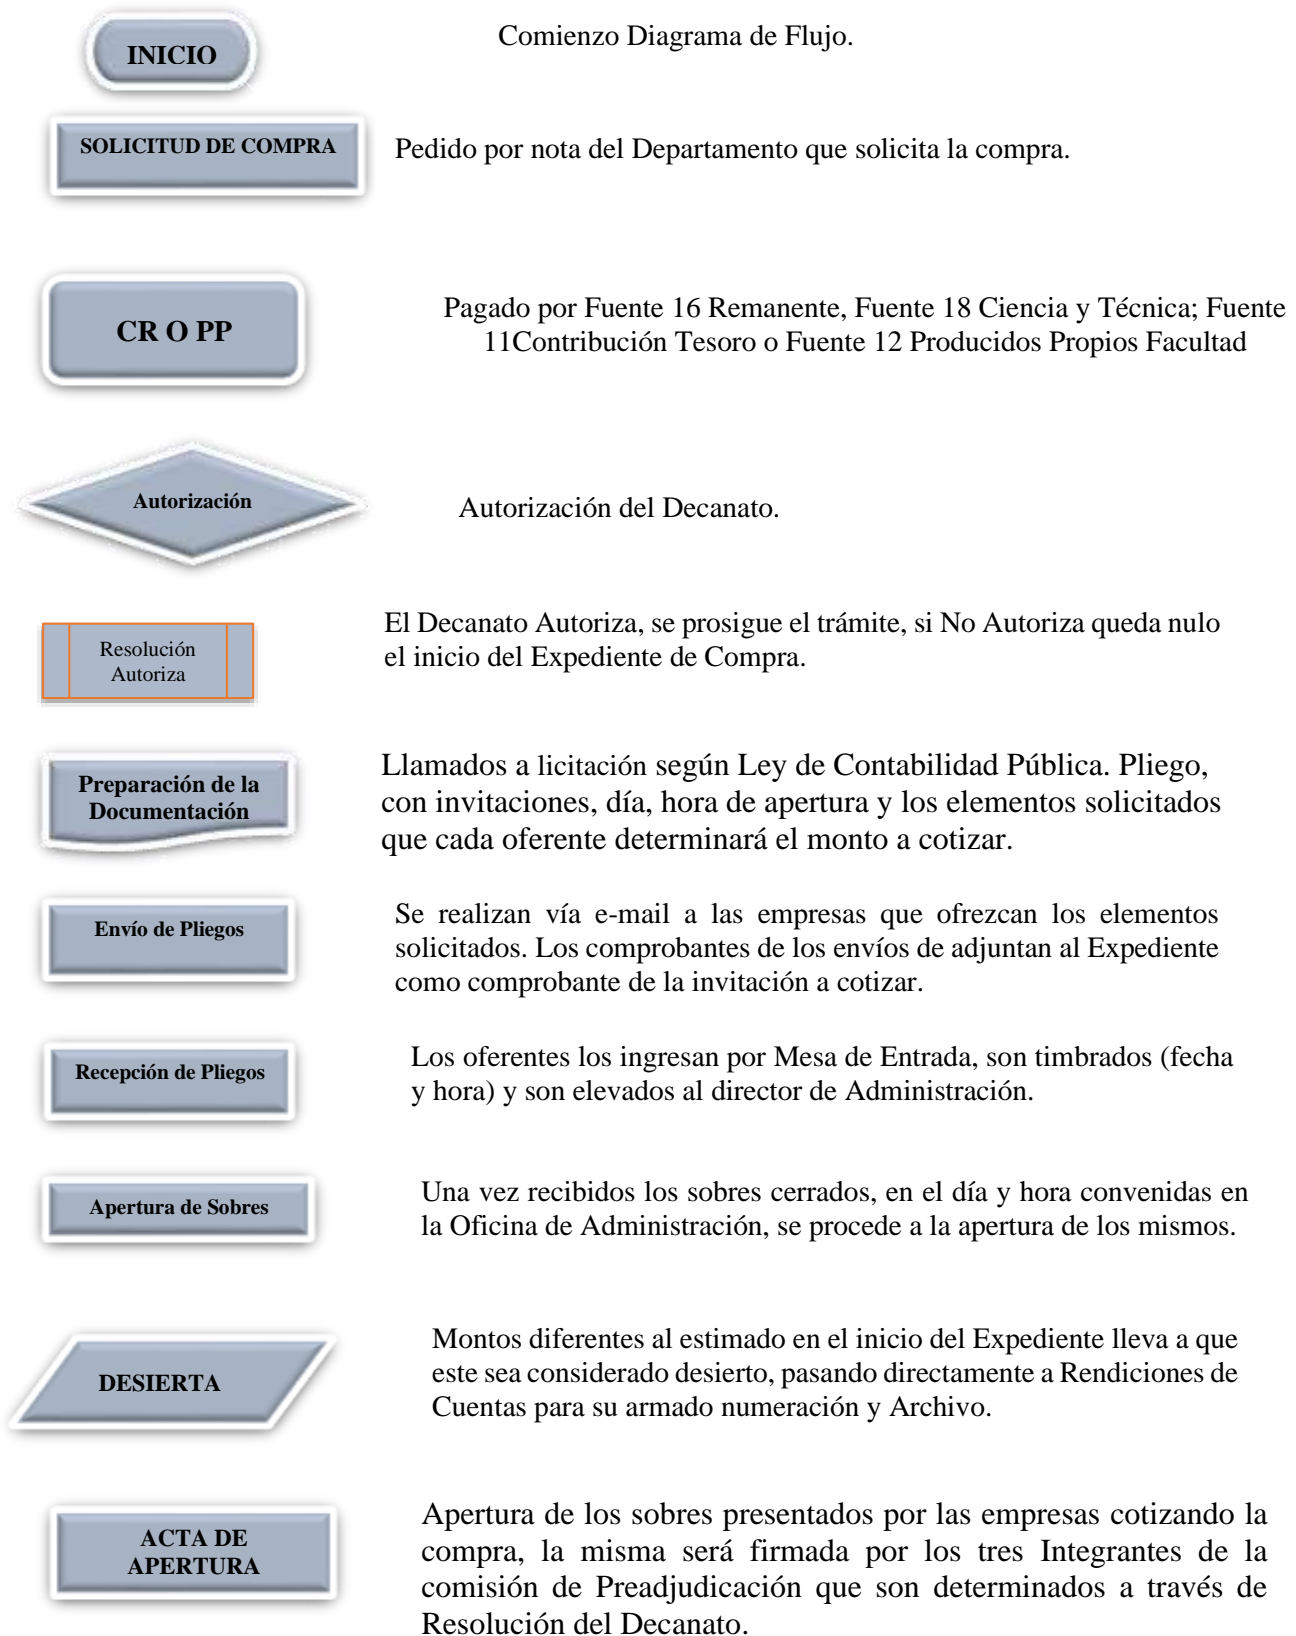 INICIO
Comienzo Diagrama de Flujo.
SOLICITUD DE COMPRA
Pedido por nota del Departamento que solicita la compra.
CR O PP
Pagado por Fuente 16 Remanente, Fuente 18 Ciencia y Técnica; Fuente
11Contribución Tesoro o Fuente 12 Producidos Propios Facultad
Autorización
Autorización del Decanato.
Resolución
Autoriza
El Decanato Autoriza, se prosigue el trámite, si No Autoriza queda nulo
el inicio del Expediente de Compra.
Preparación de la
Documentación
Llamados a licitación según Ley de Contabilidad Pública. Pliego,
con invitaciones, día, hora de apertura y los elementos solicitados
que cada oferente determinará el monto a cotizar.
Envío de Pliegos
Se realizan vía e-mail a las empresas que ofrezcan los elementos
solicitados. Los comprobantes de los envíos de adjuntan al Expediente
como comprobante de la invitación a cotizar.
Recepción de Pliegos
Los oferentes los ingresan por Mesa de Entrada, son timbrados (fecha
y hora) y son elevados al director de Administración.
Apertura de Sobres
Una vez recibidos los sobres cerrados, en el día y hora convenidas en
la Oficina de Administración, se procede a la apertura de los mismos.
DESIERTA
Montos diferentes al estimado en el inicio del Expediente lleva a que
este sea considerado desierto, pasando directamente a Rendiciones de
Cuentas para su armado numeración y Archivo.
ACTA DE
APERTURA
Apertura de los sobres presentados por las empresas cotizando la
compra, la misma será firmada por los tres Integrantes de la
comisión de Preadjudicación que son determinados a través de
Resolución del Decanato.